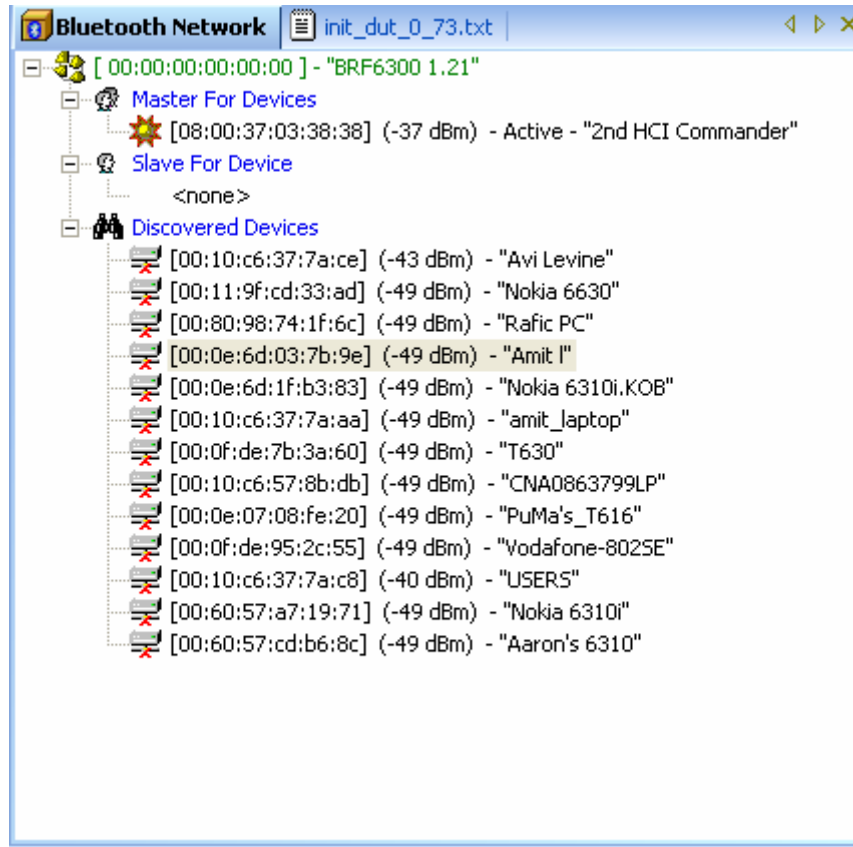 Bluetooth Network init_dut_0_73.txt
[ 00:00:00:00:00:00 ] - "BRF6300 1.21"
Master For Devices
[08:00:37:03:38:38] (-37 dBm) - Active - "2nd HCI Commander"
Slave For Device
<none>
Discovered Devices
[00:10:c6:37:7a:ce] (-43 dBm) - "Avi Levine"
[00:11:9f:cd:33:ad] (-49 dBm) - "Nokia 6630"
[00:80:98:74:1f:6c] (-49 dBm) - "Rafic PC"
[00:0e:6d:03:7b:9e] (-49 dBm) - "Amit l"
[00:0e:6d:1f:b3:83] (-49 dBm) - "Nokia 6310i.KOB"
[00:10:c6:37:7a:aa] (-49 dBm) - "amit_laptop"
[00:0f:de:7b:3a:60] (-49 dBm) - "T630"
[00:10:c6:57:8b:db] (-49 dBm) - "CNA0863799LP"
[00:0e:07:08:fe:20] (-49 dBm) - "PuMa's_T616"
[00:0f:de:95:2c:55] (-49 dBm) - "Vodafone-802SE"
[00:10:c6:37:7a:c8] (-40 dBm) - "USERS"
[00:60:57:a7:19:71] (-49 dBm) - "Nokia 6310i"
[00:60:57:cd:b6:8c] (-49 dBm) - "Aaron's 6310"